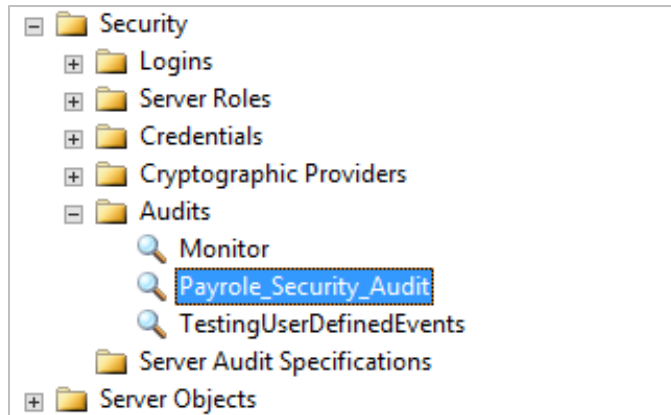 Security
Logins
Server Roles
Credentials
Cryptographic Providers
Audits
Monitor
Payrole_Security_Audit
TestingUserDefinedEvents
Server Audit Specifications
Server Objects